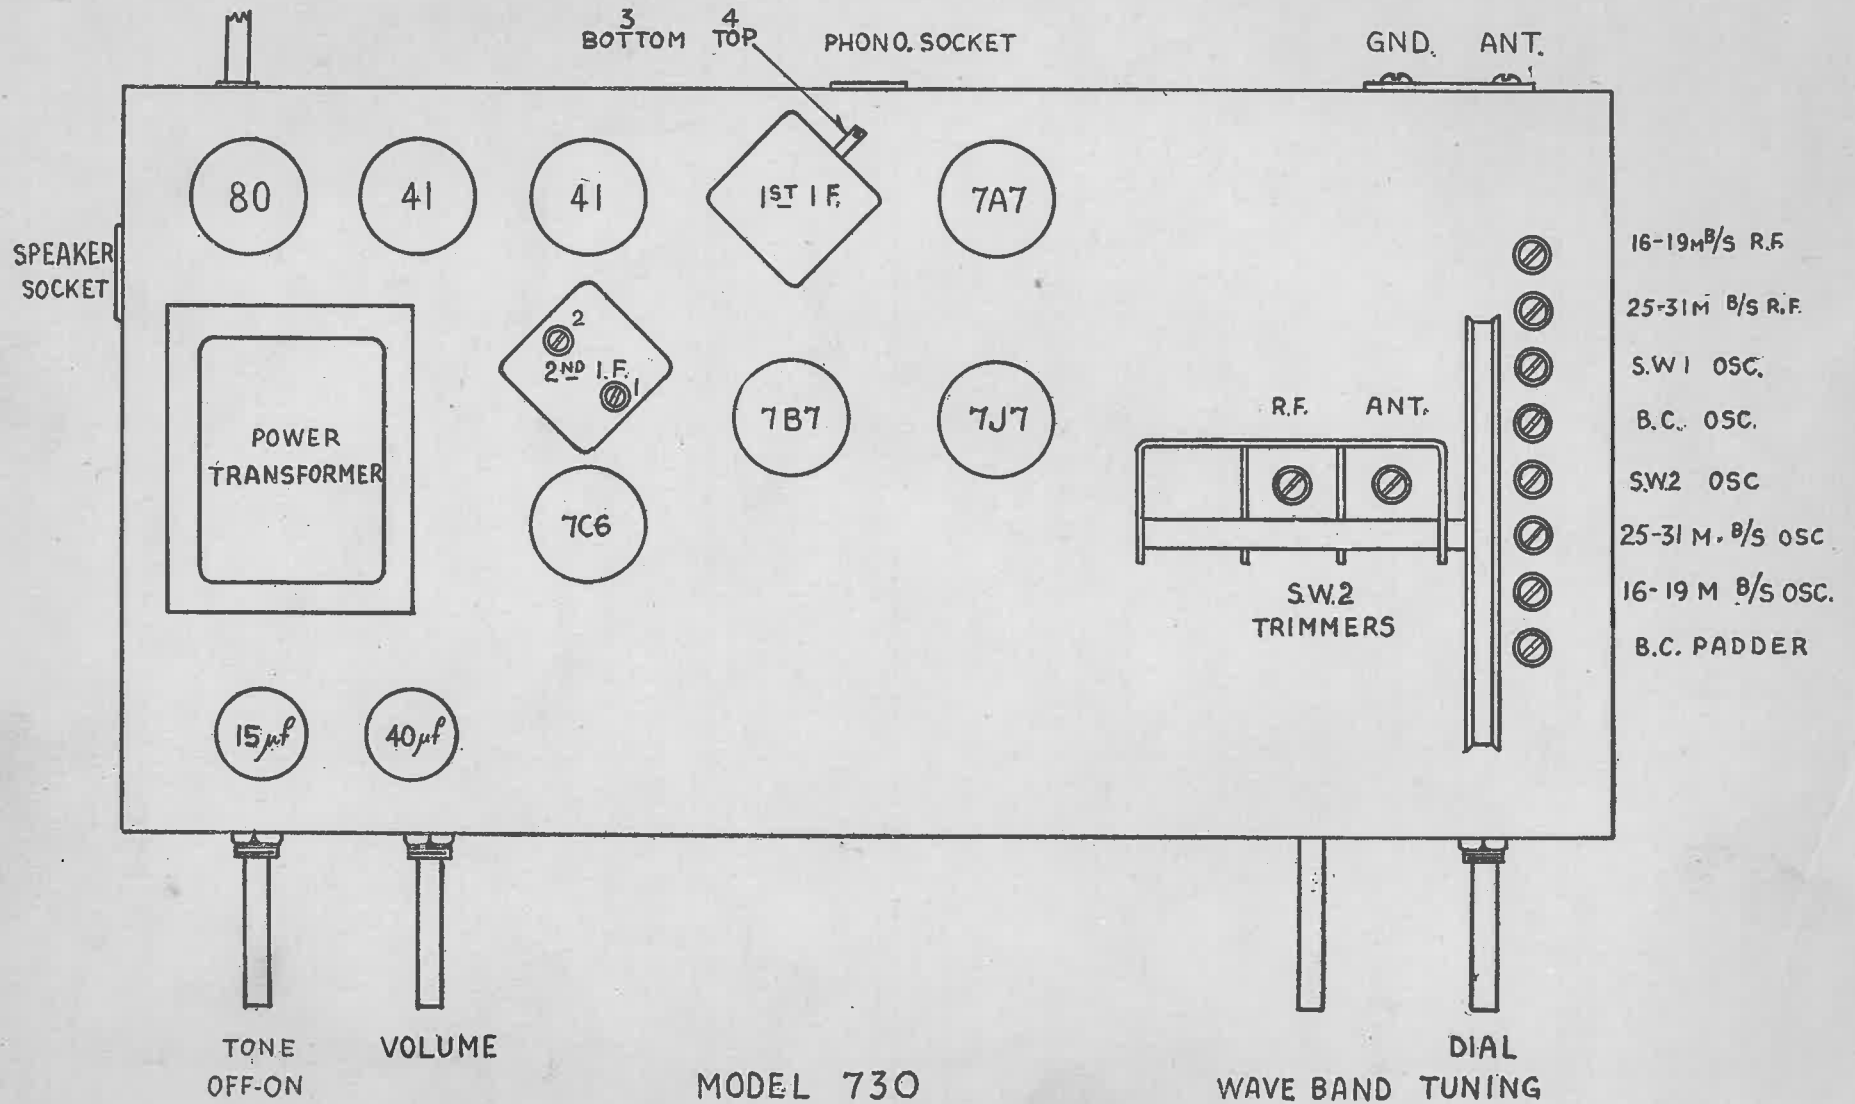 3 4
BOTTOM TOP
PHONO. SOCKET
GND. ANT.
80
41
41
1ST I F.
7A7
SPEAKER
SOCKET
2
2ND I.F.
1
POWER
TRANSFORMER
7B7
7J7
7C6
R.F. ANT.
S.W.2
TRIMMERS
16-19M B/S R.F.
25-31M B/S R.F.
S.W 1 OSC.
B.C. OSC.
S.W.2 OSC
25-31 M. B/S OSC
16-19 M B/S OSC.
B.C. PADDER
15µf
40µf
TONE
OFF-ON
VOLUME
MODEL 730
WAVE BAND
DIAL
TUNING